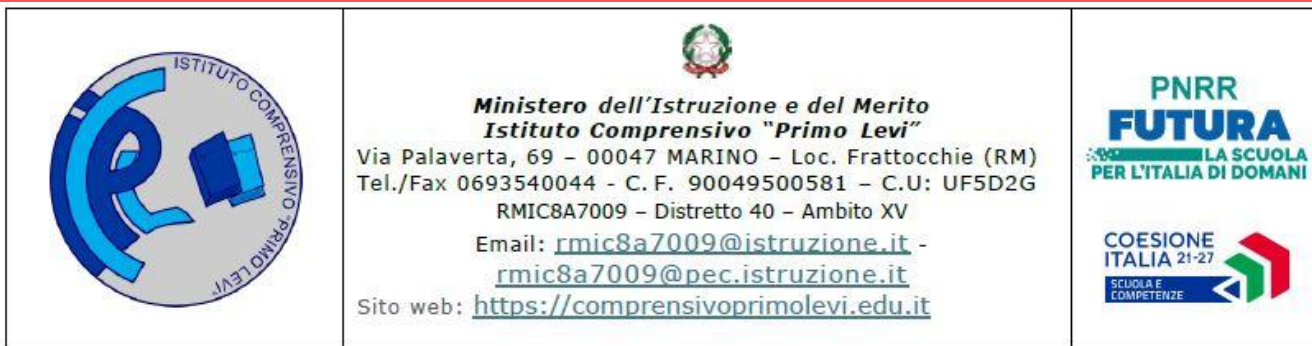 ISTITUTO COMPRENSIVO "PRIMO LEVI"
Ministero dell'Istruzione e del Merito
Istituto Comprensivo "Primo Levi"
Via Palaverta, 69 – 00047 MARINO – Loc. Frattocchie (RM)
Tel./Fax 0693540044 - C. F. 90049500581 – C.U: UF5D2G
RMIC8A7009 – Distretto 40 – Ambito XV
Email: rmic8a7009@istruzione.it -
rmic8a7009@pec.istruzione.it
Sito web: https://comprensivoprimolevi.edu.it
PNRR
FUTURA
LA SCUOLA
PER L'ITALIA DI DOMANI
COESIONE
ITALIA 21-27
SCUOLA E
COMPETENZE